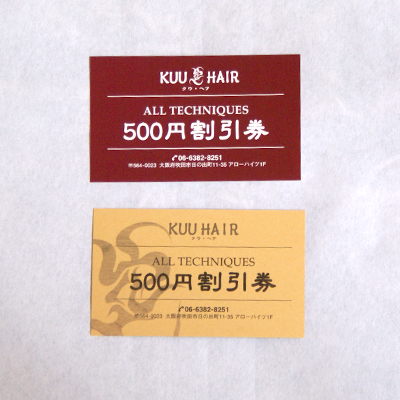 KUU HAIR
クウ・ヘア
ALL TECHNIQUES
500円割引券
06-6382-8251
〒564-0023 大阪府吹田市日の出町11-35 アローハイツ1F
KUU HAIR
クウ・ヘア
ALL TECHNIQUES
500円割引券
06-6382-8251
〒564-0023 大阪府吹田市日の出町11-35 アローハイツ1F